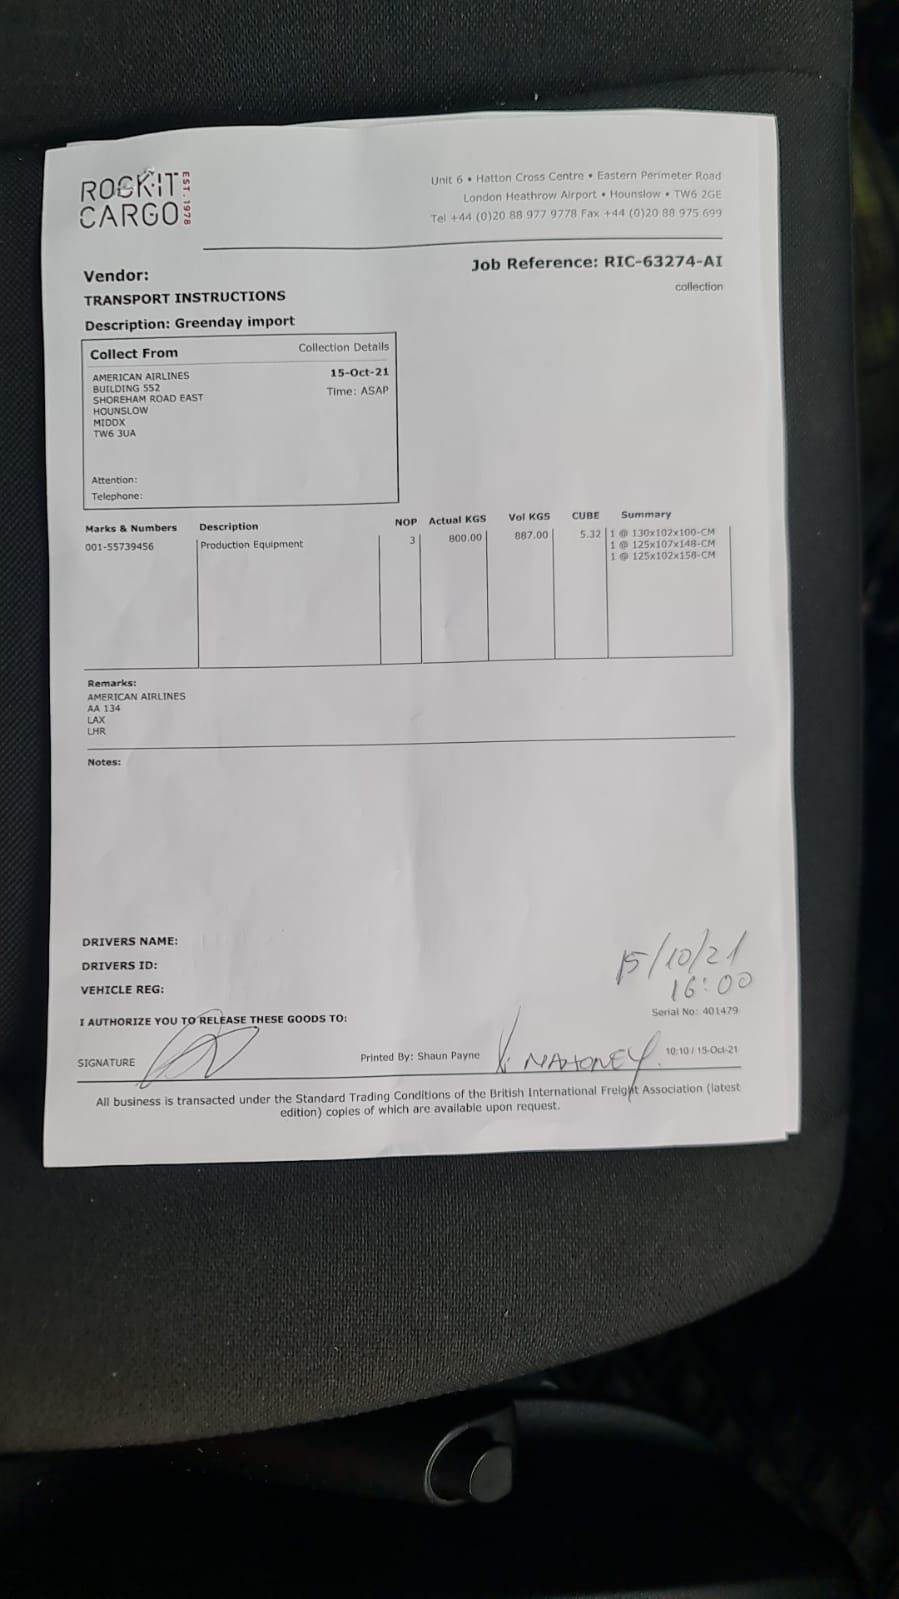 ROCK-IT
CARGO
EST.1978
Unit 6 • Hatton Cross Centre • Eastern Perimeter Road
London Heathrow Airport • Hounslow • TW6 2GE
Tel +44 (0)20 88 977 9778 Fax +44 (0)20 88 975 699
Vendor:
Job Reference: RIC-63274-AI
TRANSPORT INSTRUCTIONS
collection
Description: Greenday import
Collect From Collection Details
AMERICAN AIRLINES 15-Oct-21
BUILDING 552 Time: ASAP
SHOREHAM ROAD EAST
HOUNSLOW
MIDDX
TW6 3UA
Attention:
Telephone:
Marks & Numbers Description NOP Actual KGS Vol KGS CUBE Summary
001-55739456 Production Equipment 3 800.00 887.00 5.32 1 @ 130x102x100-CM
1 @ 125x107x148-CM
1 @ 125x102x158-CM
Remarks:
AMERICAN AIRLINES
AA 134
LAX
LHR
Notes:
DRIVERS NAME:
DRIVERS ID:
VEHICLE REG:
15/10/21
16:00
Serial No: 401479
I AUTHORIZE YOU TO RELEASE THESE GOODS TO:
SIGNATURE Printed By: Shaun Payne MAHONEY 10:10 / 15-Oct-21
All business is transacted under the Standard Trading Conditions of the British International Freight Association (latest
edition) copies of which are available upon request.